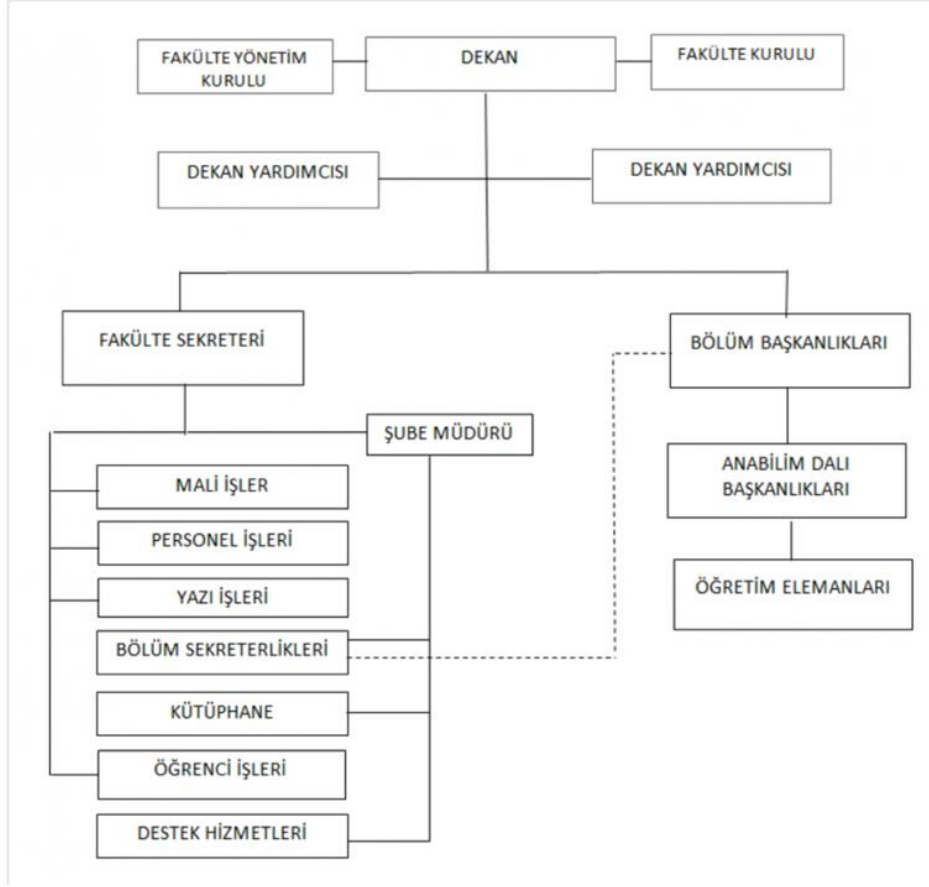 FAKÜLTE YÖNETİM
KURULU
DEKAN
FAKÜLTE KURULU
DEKAN YARDIMCISI
DEKAN YARDIMCISI
FAKÜLTE SEKRETERİ
BÖLÜM BAŞKANLIKLARI
ŞUBE MÜDÜRÜ
ANABİLİM DALI
BAŞKANLIKLARI
MALİ İŞLER
PERSONEL İŞLERİ
YAZI İŞLERİ
ÖĞRETİM ELEMANLARI
BÖLÜM SEKRETERLİKLERİ
KÜTÜPHANE
ÖĞRENCİ İŞLERİ
DESTEK HİZMETLERİ